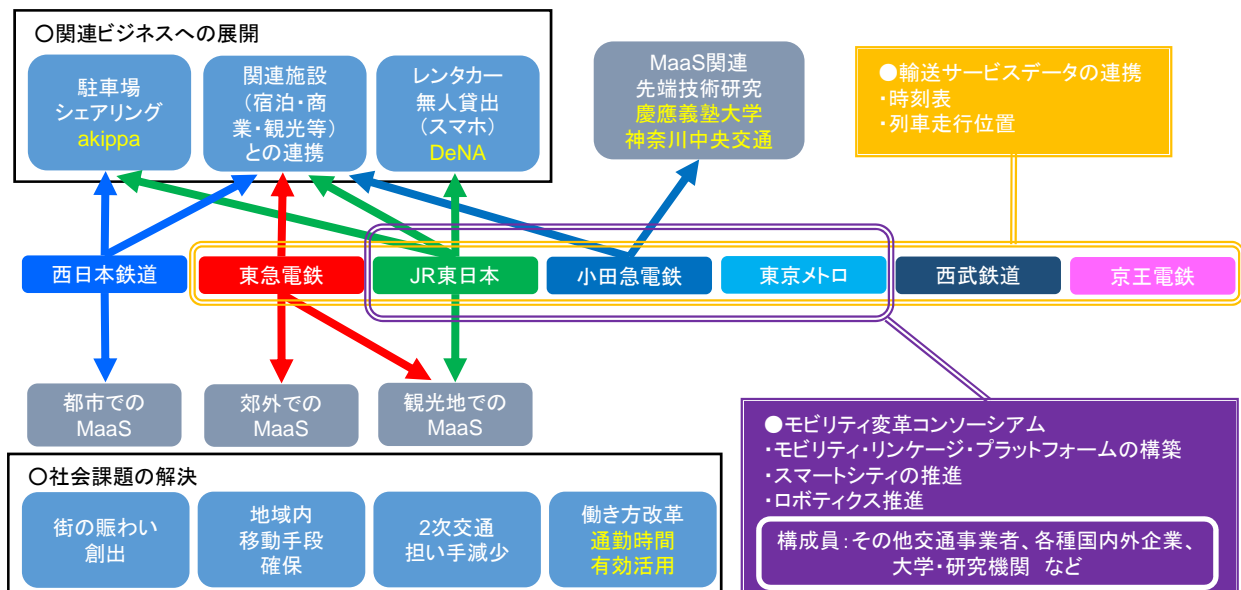 ○関連ビジネスへの展開
駐車場
シェアリング
akippa
関連施設
(宿泊・商
業・観光等)
との連携
レンタカー
無人貸出
(スマホ)
DeNA
MaaS関連
先端技術研究
慶應義塾大学
神奈川中央交通
●輸送サービスデータの連携
・時刻表
・列車走行位置
西日本鉄道
東急電鉄
JR東日本
小田急電鉄
東京メトロ
西武鉄道
京王電鉄
都市での
MaaS
郊外での
MaaS
観光地での
MaaS
○社会課題の解決
街の賑わい
創出
地域内
移動手段
確保
2次交通
担い手減少
働き方改革
通勤時間
有効活用
●モビリティ変革コンソーシアム
・モビリティ・リンケージ・プラットフォームの構築
・スマートシティの推進
・ロボティクス推進
構成員:その他交通事業者、各種国内外企業、
大学・研究機関 など